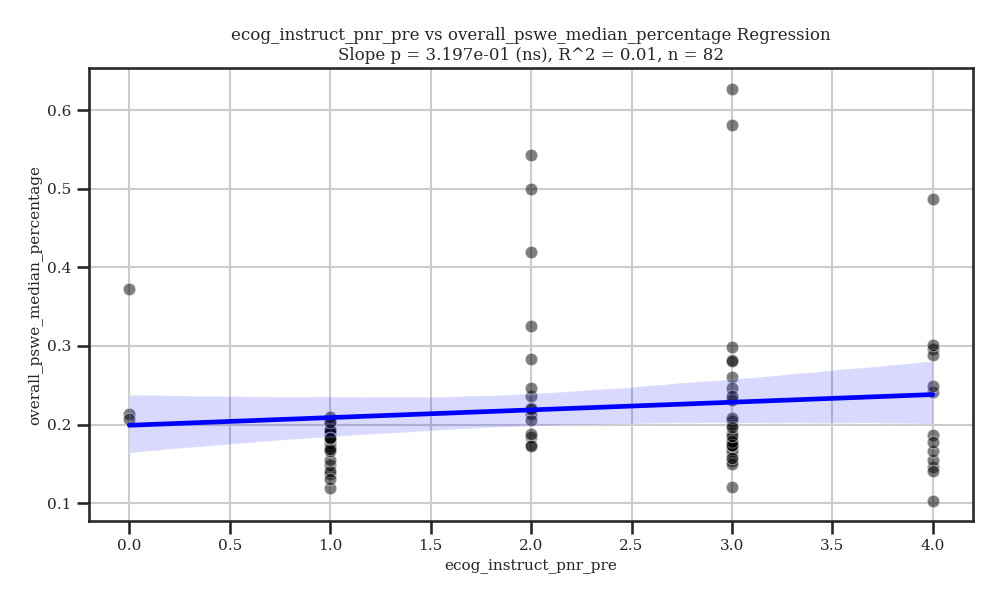 ecog_instruct_pnr_pre vs overall_pswe_median_percentage Regression
Slope p = 3.197e-01 (ns), R^2 = 0.01, n = 82
overall_pswe_median_percentage
0.6
0.5
0.4
0.3
0.2
0.1
0.0 0.5 1.0 1.5 2.0 2.5 3.0 3.5 4.0
ecog_instruct_pnr_pre